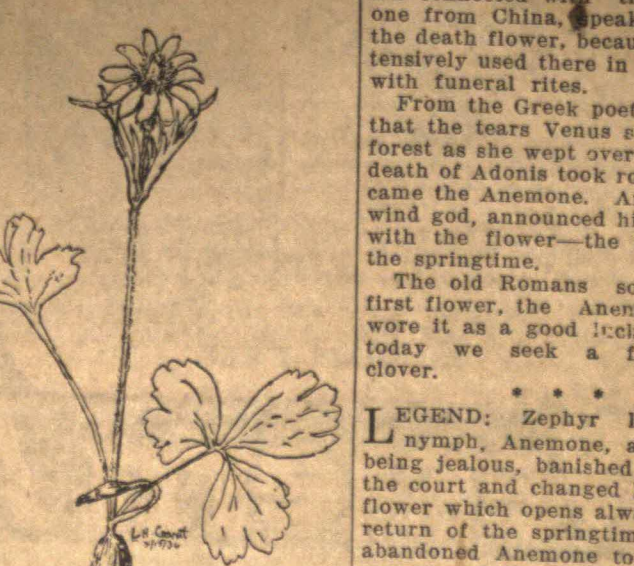 one from China, speak
the death flower, becau
tensively used there in
with funeral rites.
From the Greek poet
that the tears Venus s
forest as she wept over
death of Adonis took ro
came the Anemone. A
wind god, announced hi
with the flower—the
the springtime.
The old Romans so
first flower, the Anen
wore it as a good luck
today we seek a f
clover.
* * *
LEGEND: Zephyr l
nymph, Anemone, a
being jealous, banished
the court and changed
flower which opens alw
return of the springtim
abandoned Anemone to